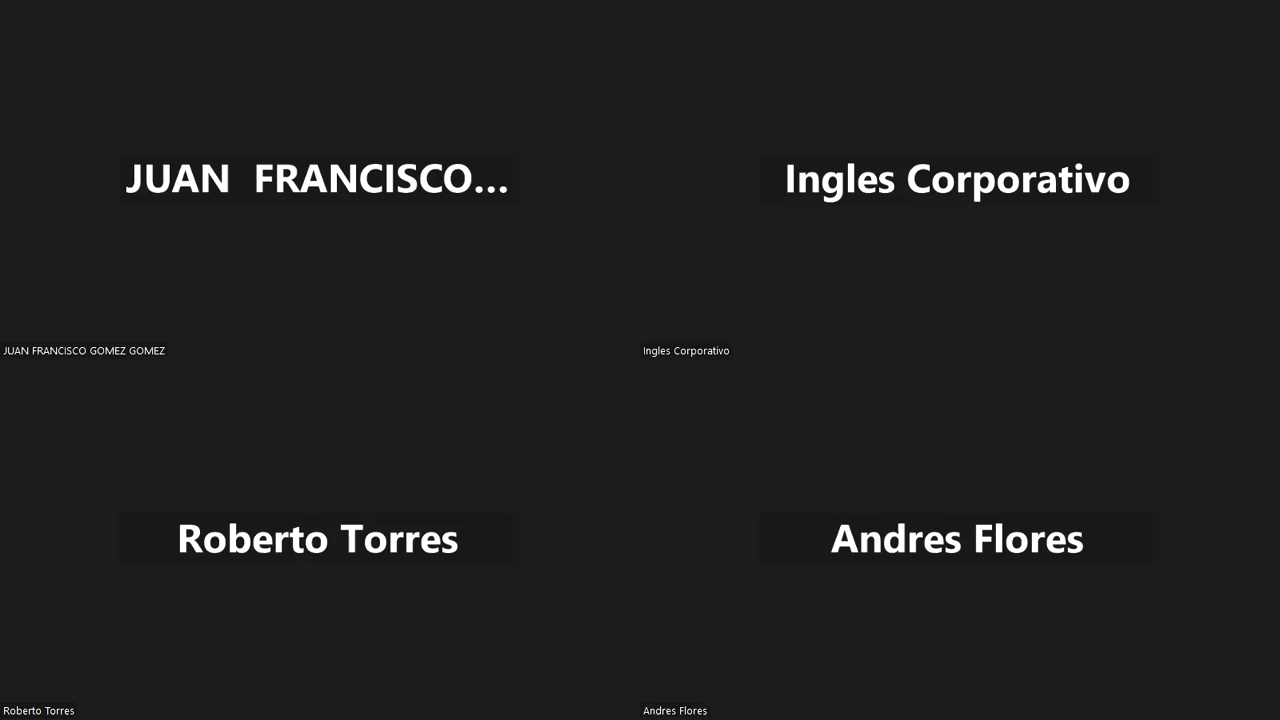 JUAN  FRANCISCO...
Ingles Corporativo
JUAN FRANCISCO GOMEZ GOMEZ
Ingles Corporativo
Roberto Torres
Andres Flores
Roberto Torres
Andres Flores